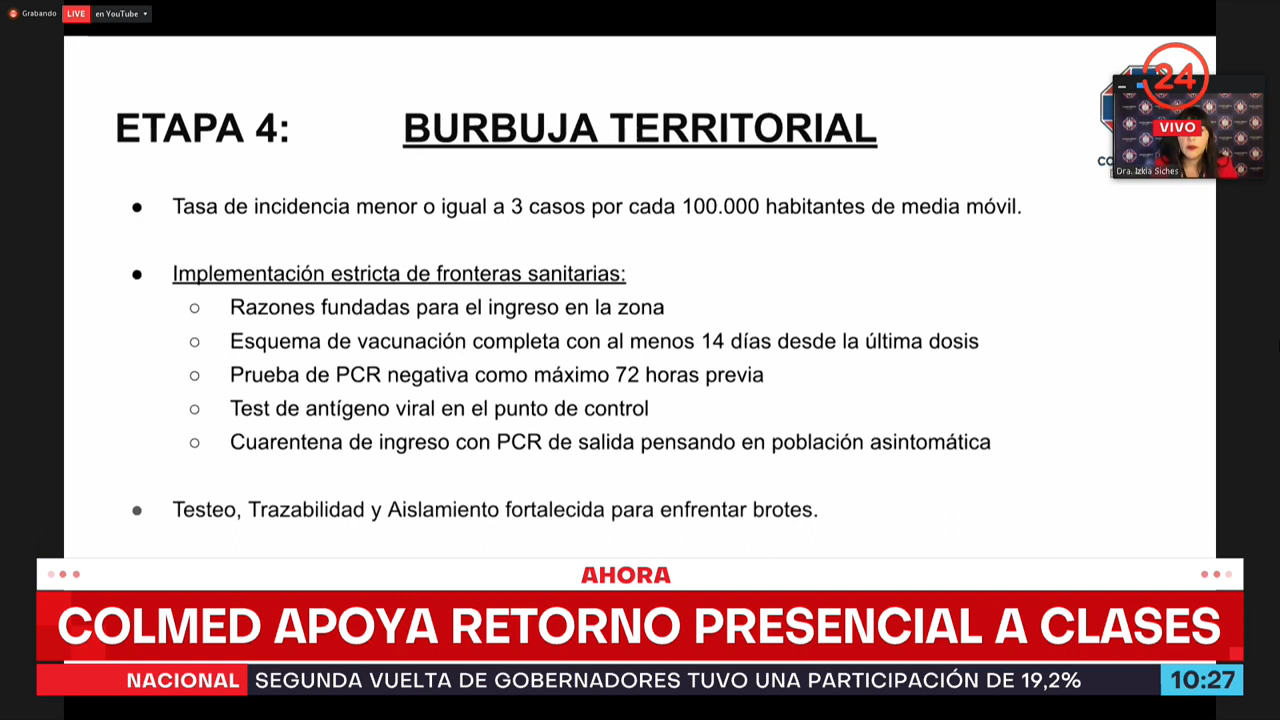 Grabando LIVE en YouTube
24
VIVO
CO
Dra. Izkia Siches
ETAPA 4: BURBUJA TERRITORIAL
● Tasa de incidencia menor o igual a 3 casos por cada 100.000 habitantes de media móvil.
● Implementación estricta de fronteras sanitarias:
○ Razones fundadas para el ingreso en la zona
○ Esquema de vacunación completa con al menos 14 días desde la última dosis
○ Prueba de PCR negativa como máximo 72 horas previa
○ Test de antígeno viral en el punto de control
○ Cuarentena de ingreso con PCR de salida pensando en población asintomática
● Testeo, Trazabilidad y Aislamiento fortalecida para enfrentar brotes.
AHORA
COLMED APOYA RETORNO PRESENCIAL A CLASES
NACIONAL SEGUNDA VUELTA DE GOBERNADORES TUVO UNA PARTICIPACIÓN DE 19,2% 10:27